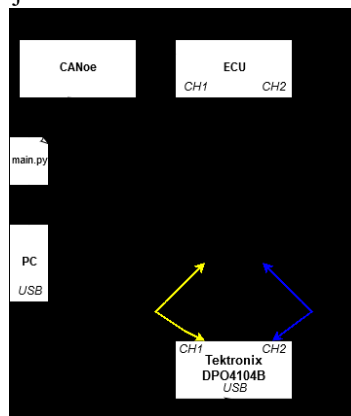 CANoe
ECU
CH1 CH2
main.py
PC
USB
CH1 CH2
Tektronix
DPO4104B
USB